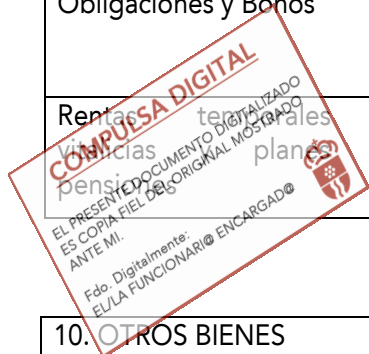 Obligaciones y Bonos
Rentas temporales
vitalicias y planes
pensiones
COMPULSA DIGITAL
EL PRESENTE DOCUMENTO DIGITALIZADO
ES COPIA FIEL DEL ORIGINAL MOSTRADO
ANTE MI.
Fdo. Digitalmente:
EL/LA FUNCIONARI@ ENCARGAD@
10. OTROS BIENES